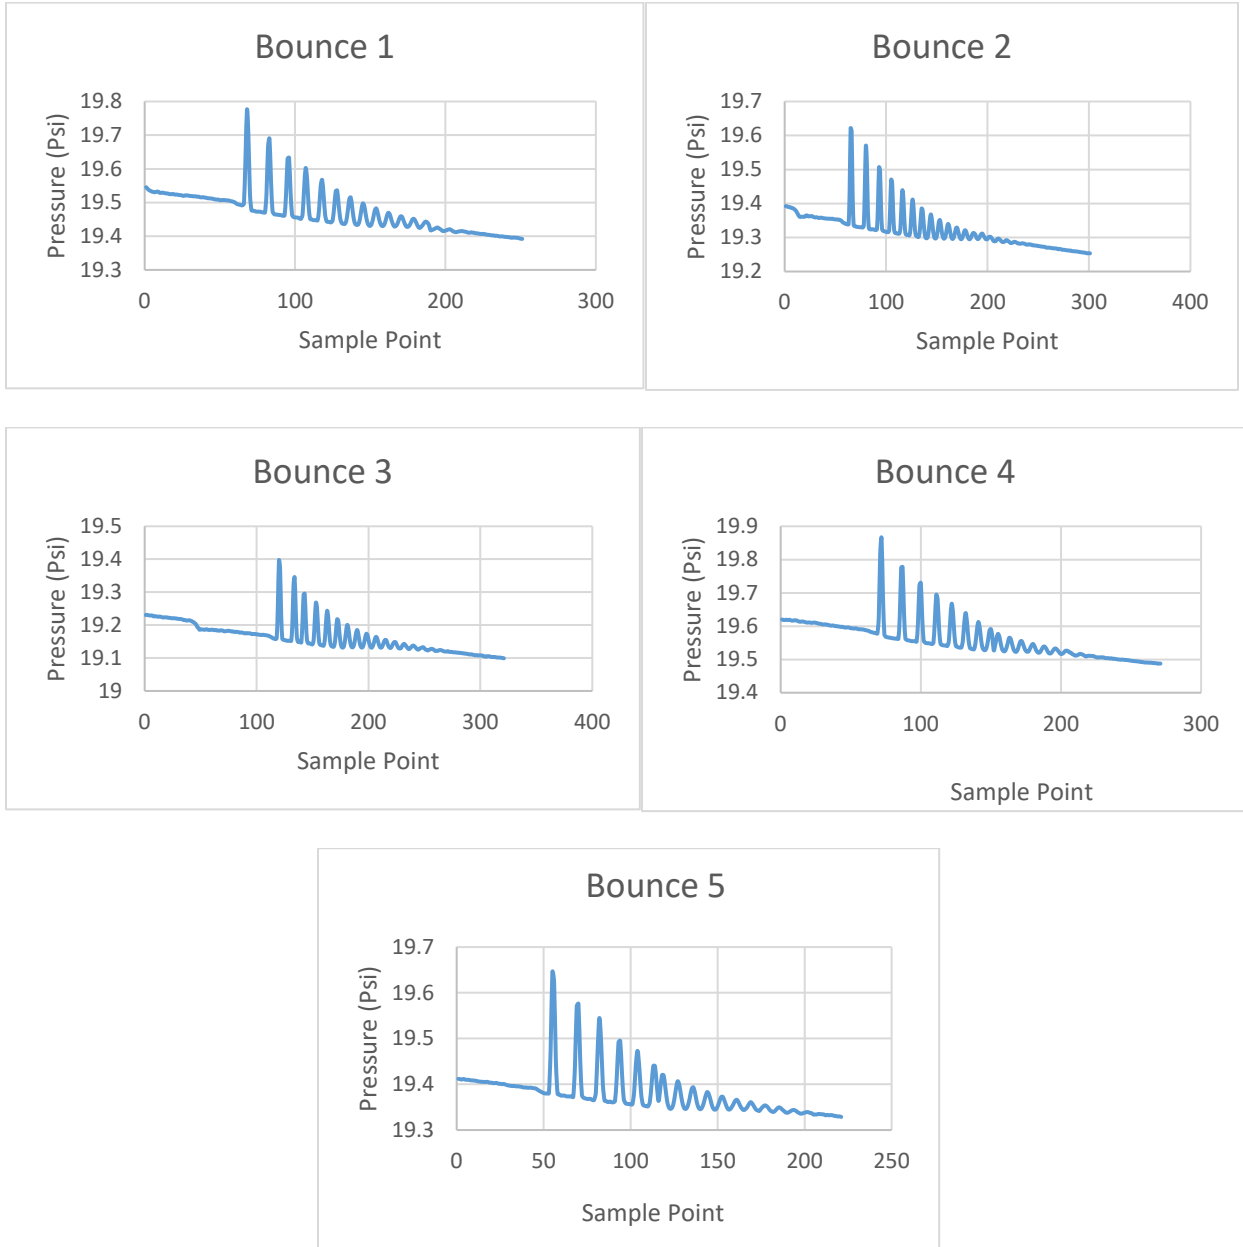 Bounce 1
Pressure (Psi)
19.8
19.7
19.6
19.5
19.4
19.3
0 100 200 300
Sample Point
Bounce 2
Pressure (Psi)
19.7
19.6
19.5
19.4
19.3
19.2
0 100 200 300 400
Sample Point
Bounce 3
Pressure (Psi)
19.5
19.4
19.3
19.2
19.1
19
0 100 200 300 400
Sample Point
Bounce 4
Pressure (Psi)
19.9
19.8
19.7
19.6
19.5
19.4
0 100 200 300
Sample Point
Bounce 5
Pressure (Psi)
19.7
19.6
19.5
19.4
19.3
0 50 100 150 200 250
Sample Point